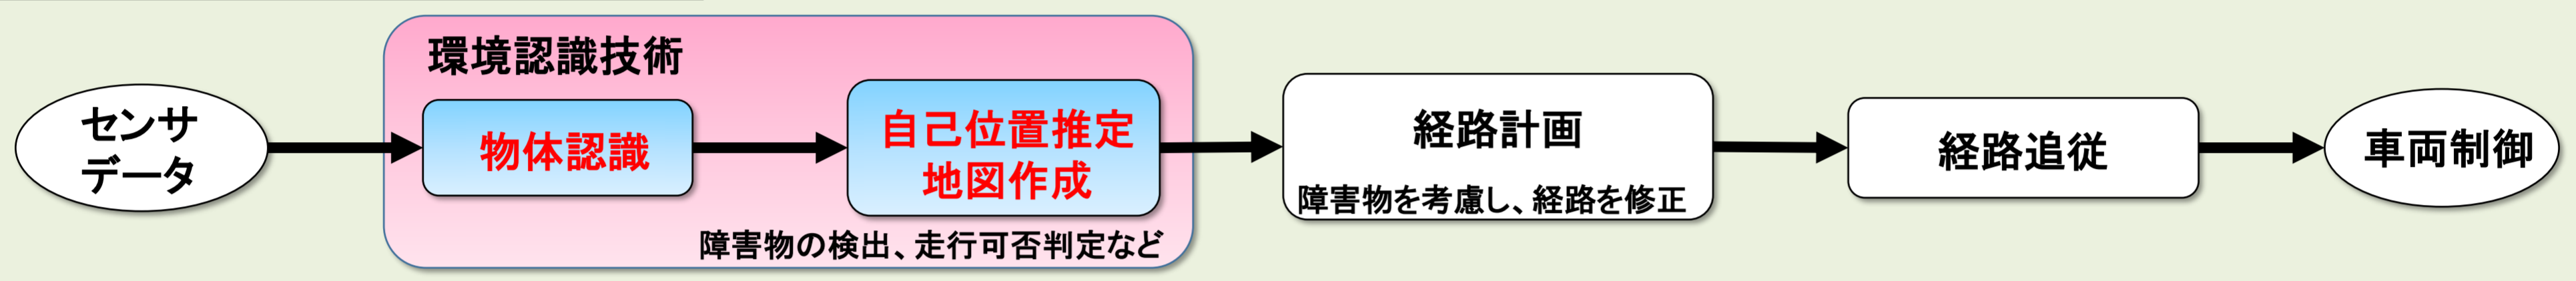 環境認識技術
センサ
データ
物体認識
自己位置推定
地図作成
障害物の検出、走行可否判定など
経路計画
障害物を考慮し、経路を修正
経路追従
車両制御